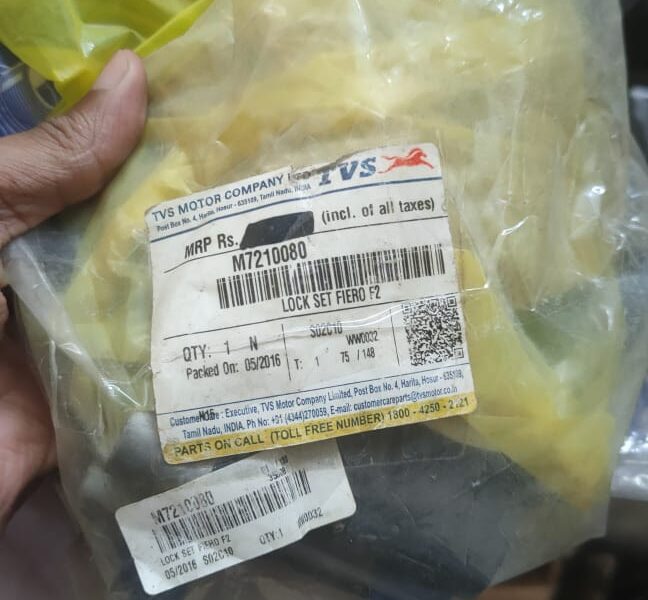 TVS MOTOR COMPANY
TVS
Post Box No. 4, Harita, Hosur - 635109, Tamil Nadu, INDIA
MRP Rs. (incl. of all taxes)
M7210080
LOCK SET FIERO F2
QTY: 1 N
S02C10
WW0032
Packed On: 05/2016
T: 1 75 / 148
Executive, TVS Motor Company Limited, Post Box No. 4, Harita, Hosur - 635109,
Tamil Nadu, INDIA, Ph No: +91 (4344)270059, E-mail: customercareparts@tvsmotor.co.in
PARTS ON CALL (TOLL FREE NUMBER) 1800 - 4250 -
M7210080
LOCK SET FIERO F2
05/2016 S02C10 QTY:1 WW0032